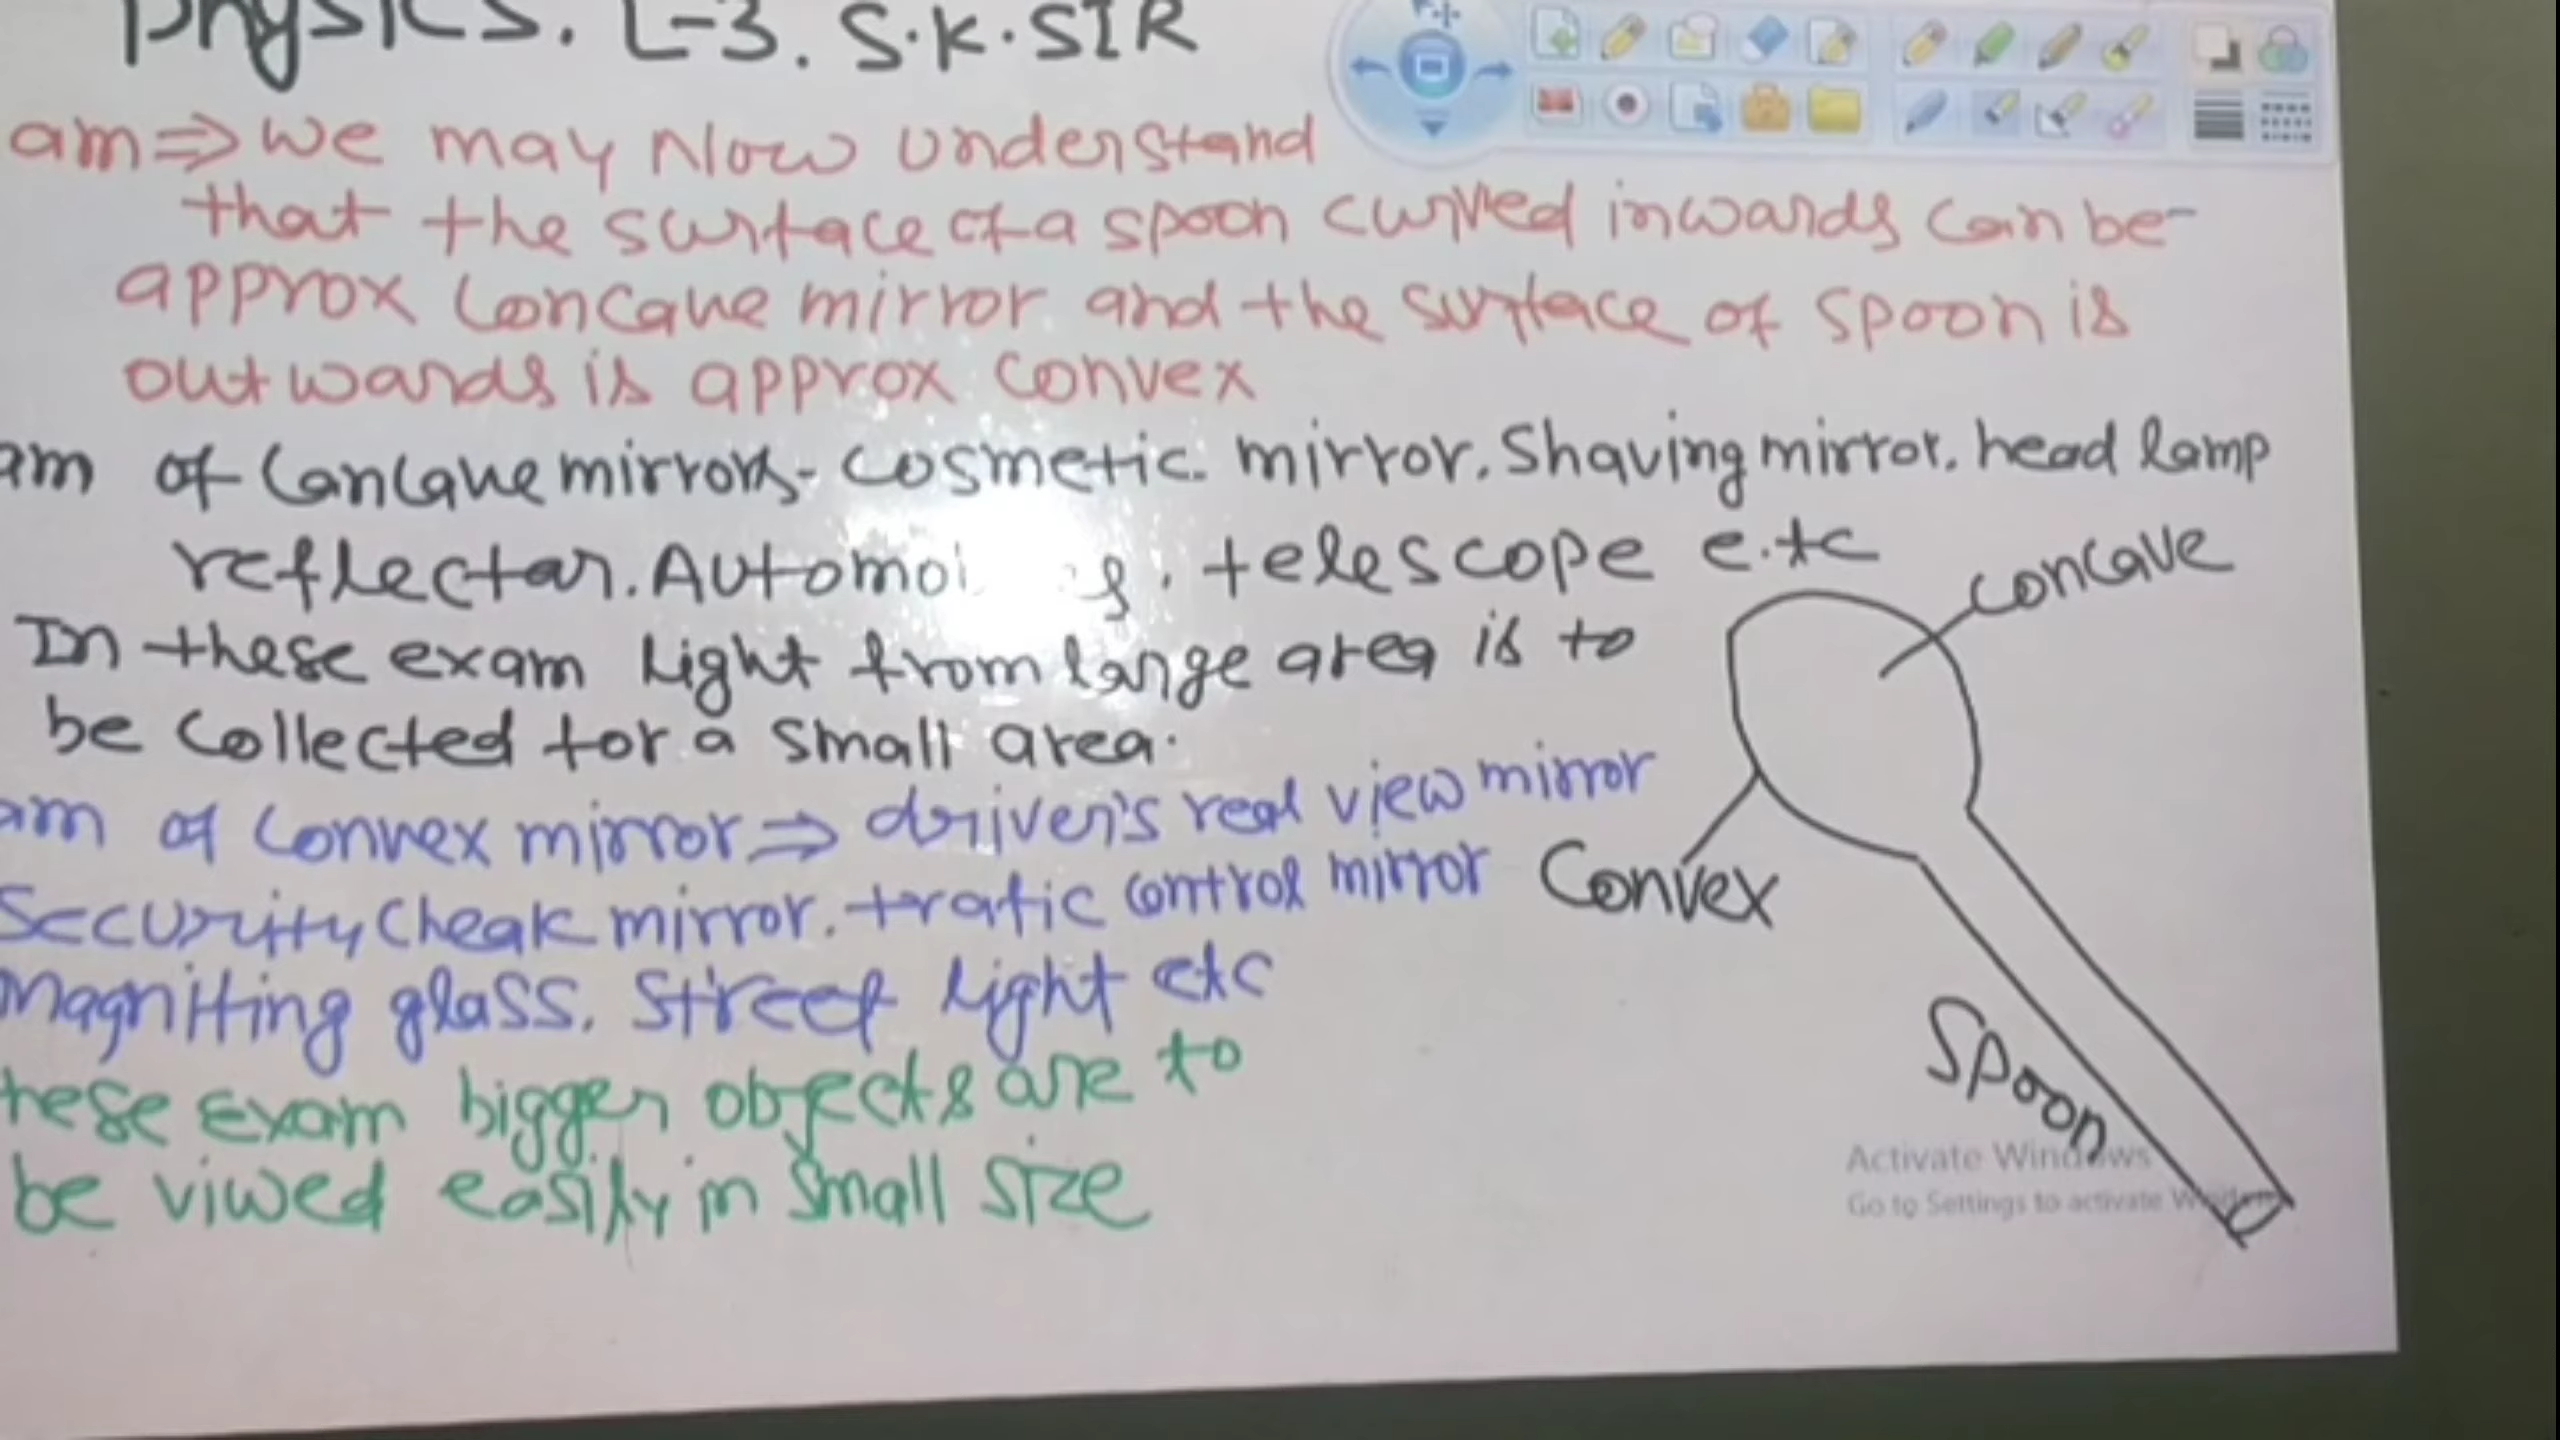 Physics. L-3. S.K.SIR
am ⇒ we may Now understand
that the surface of a spoon curved inwards can be
approx concave mirror and the surface of spoon is
outwards is approx convex
am of Concave mirrors- cosmetic mirror. Shaving mirror. head lamp
reflectar. Automo . telescope e.tc
concave
In these exam light from large area is to
be collected for a small area.
am of Convex mirror ⇒ driver's real view mirror
Convex
Security cheak mirror. trafic control mirror
Magnifting glass. Street light etc
Spoon
hese Exam bigger objects are to
be viwed easily in small size
Activate Windows
Go to Settings to activate Windows